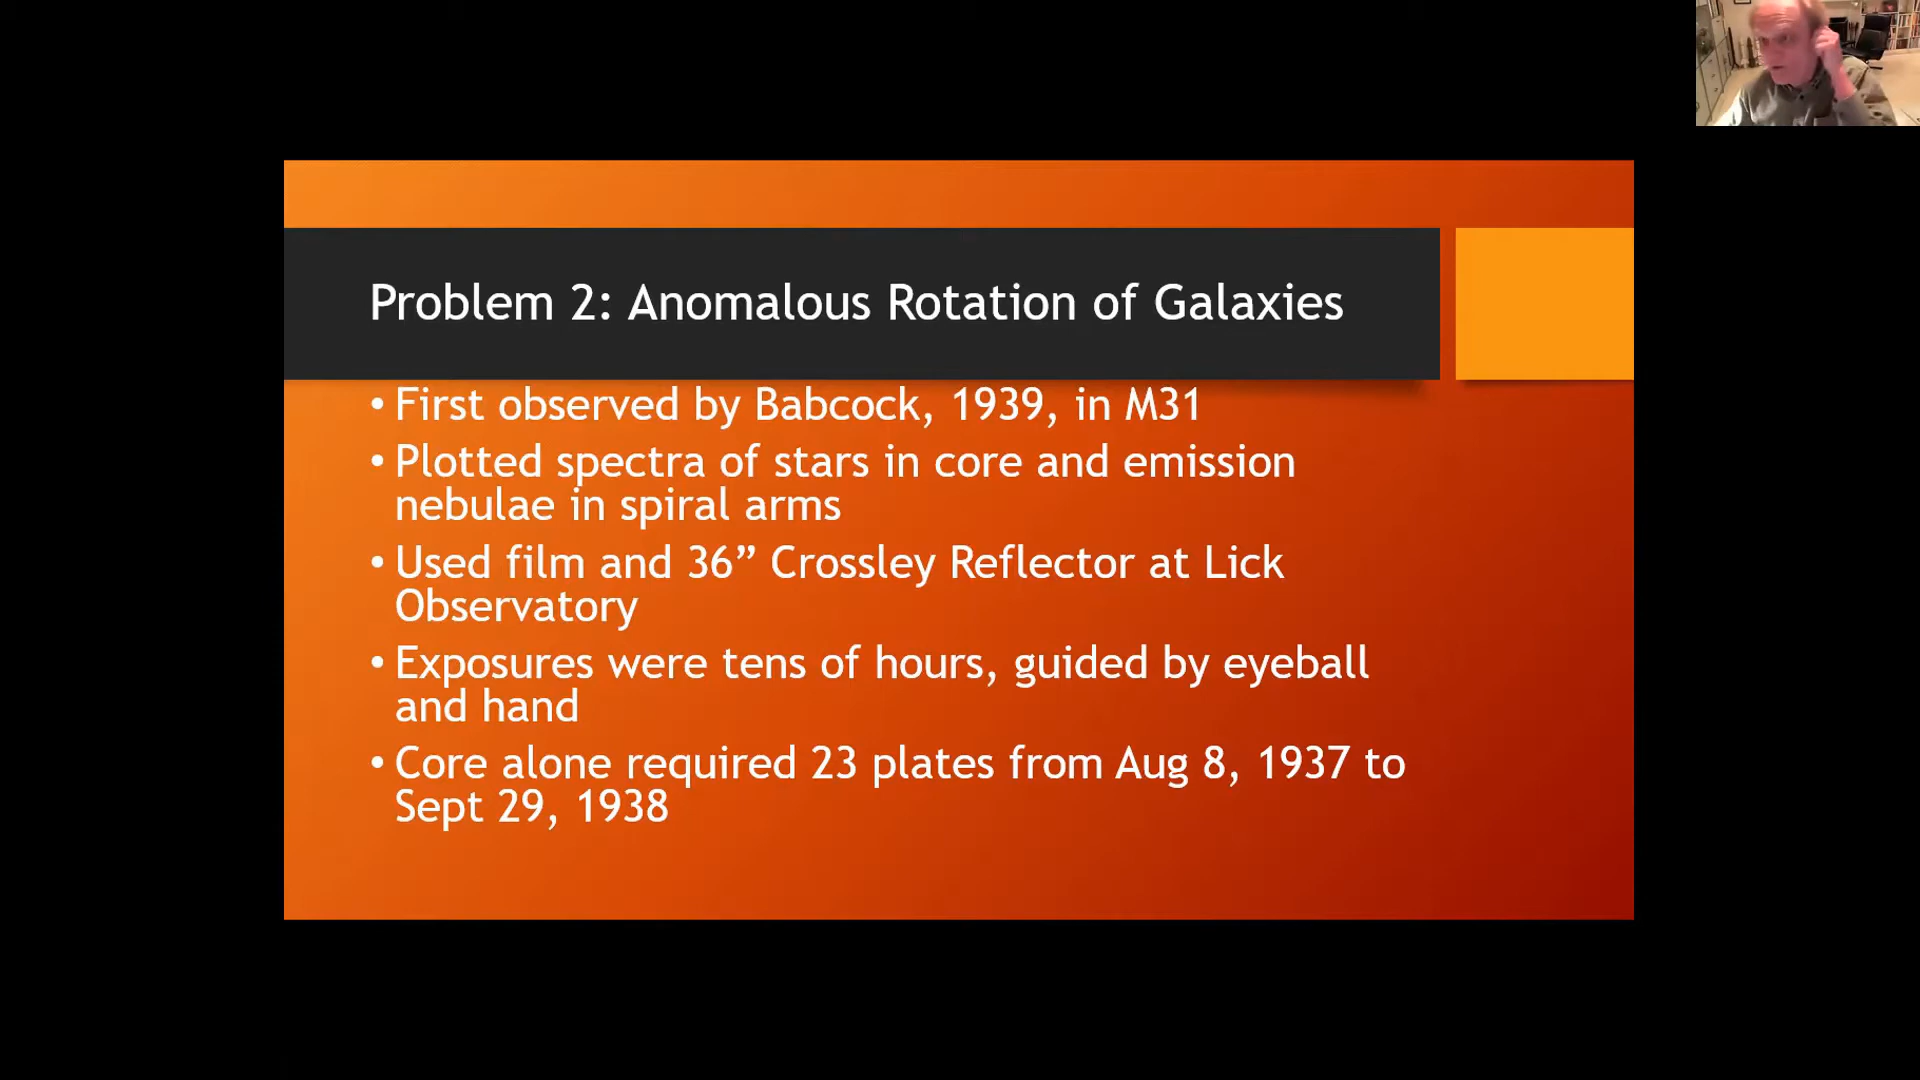 Problem 2: Anomalous Rotation of Galaxies
• First observed by Babcock, 1939, in M31
• Plotted spectra of stars in core and emission
nebulae in spiral arms
• Used film and 36” Crossley Reflector at Lick
Observatory
• Exposures were tens of hours, guided by eyeball
and hand
• Core alone required 23 plates from Aug 8, 1937 to
Sept 29, 1938